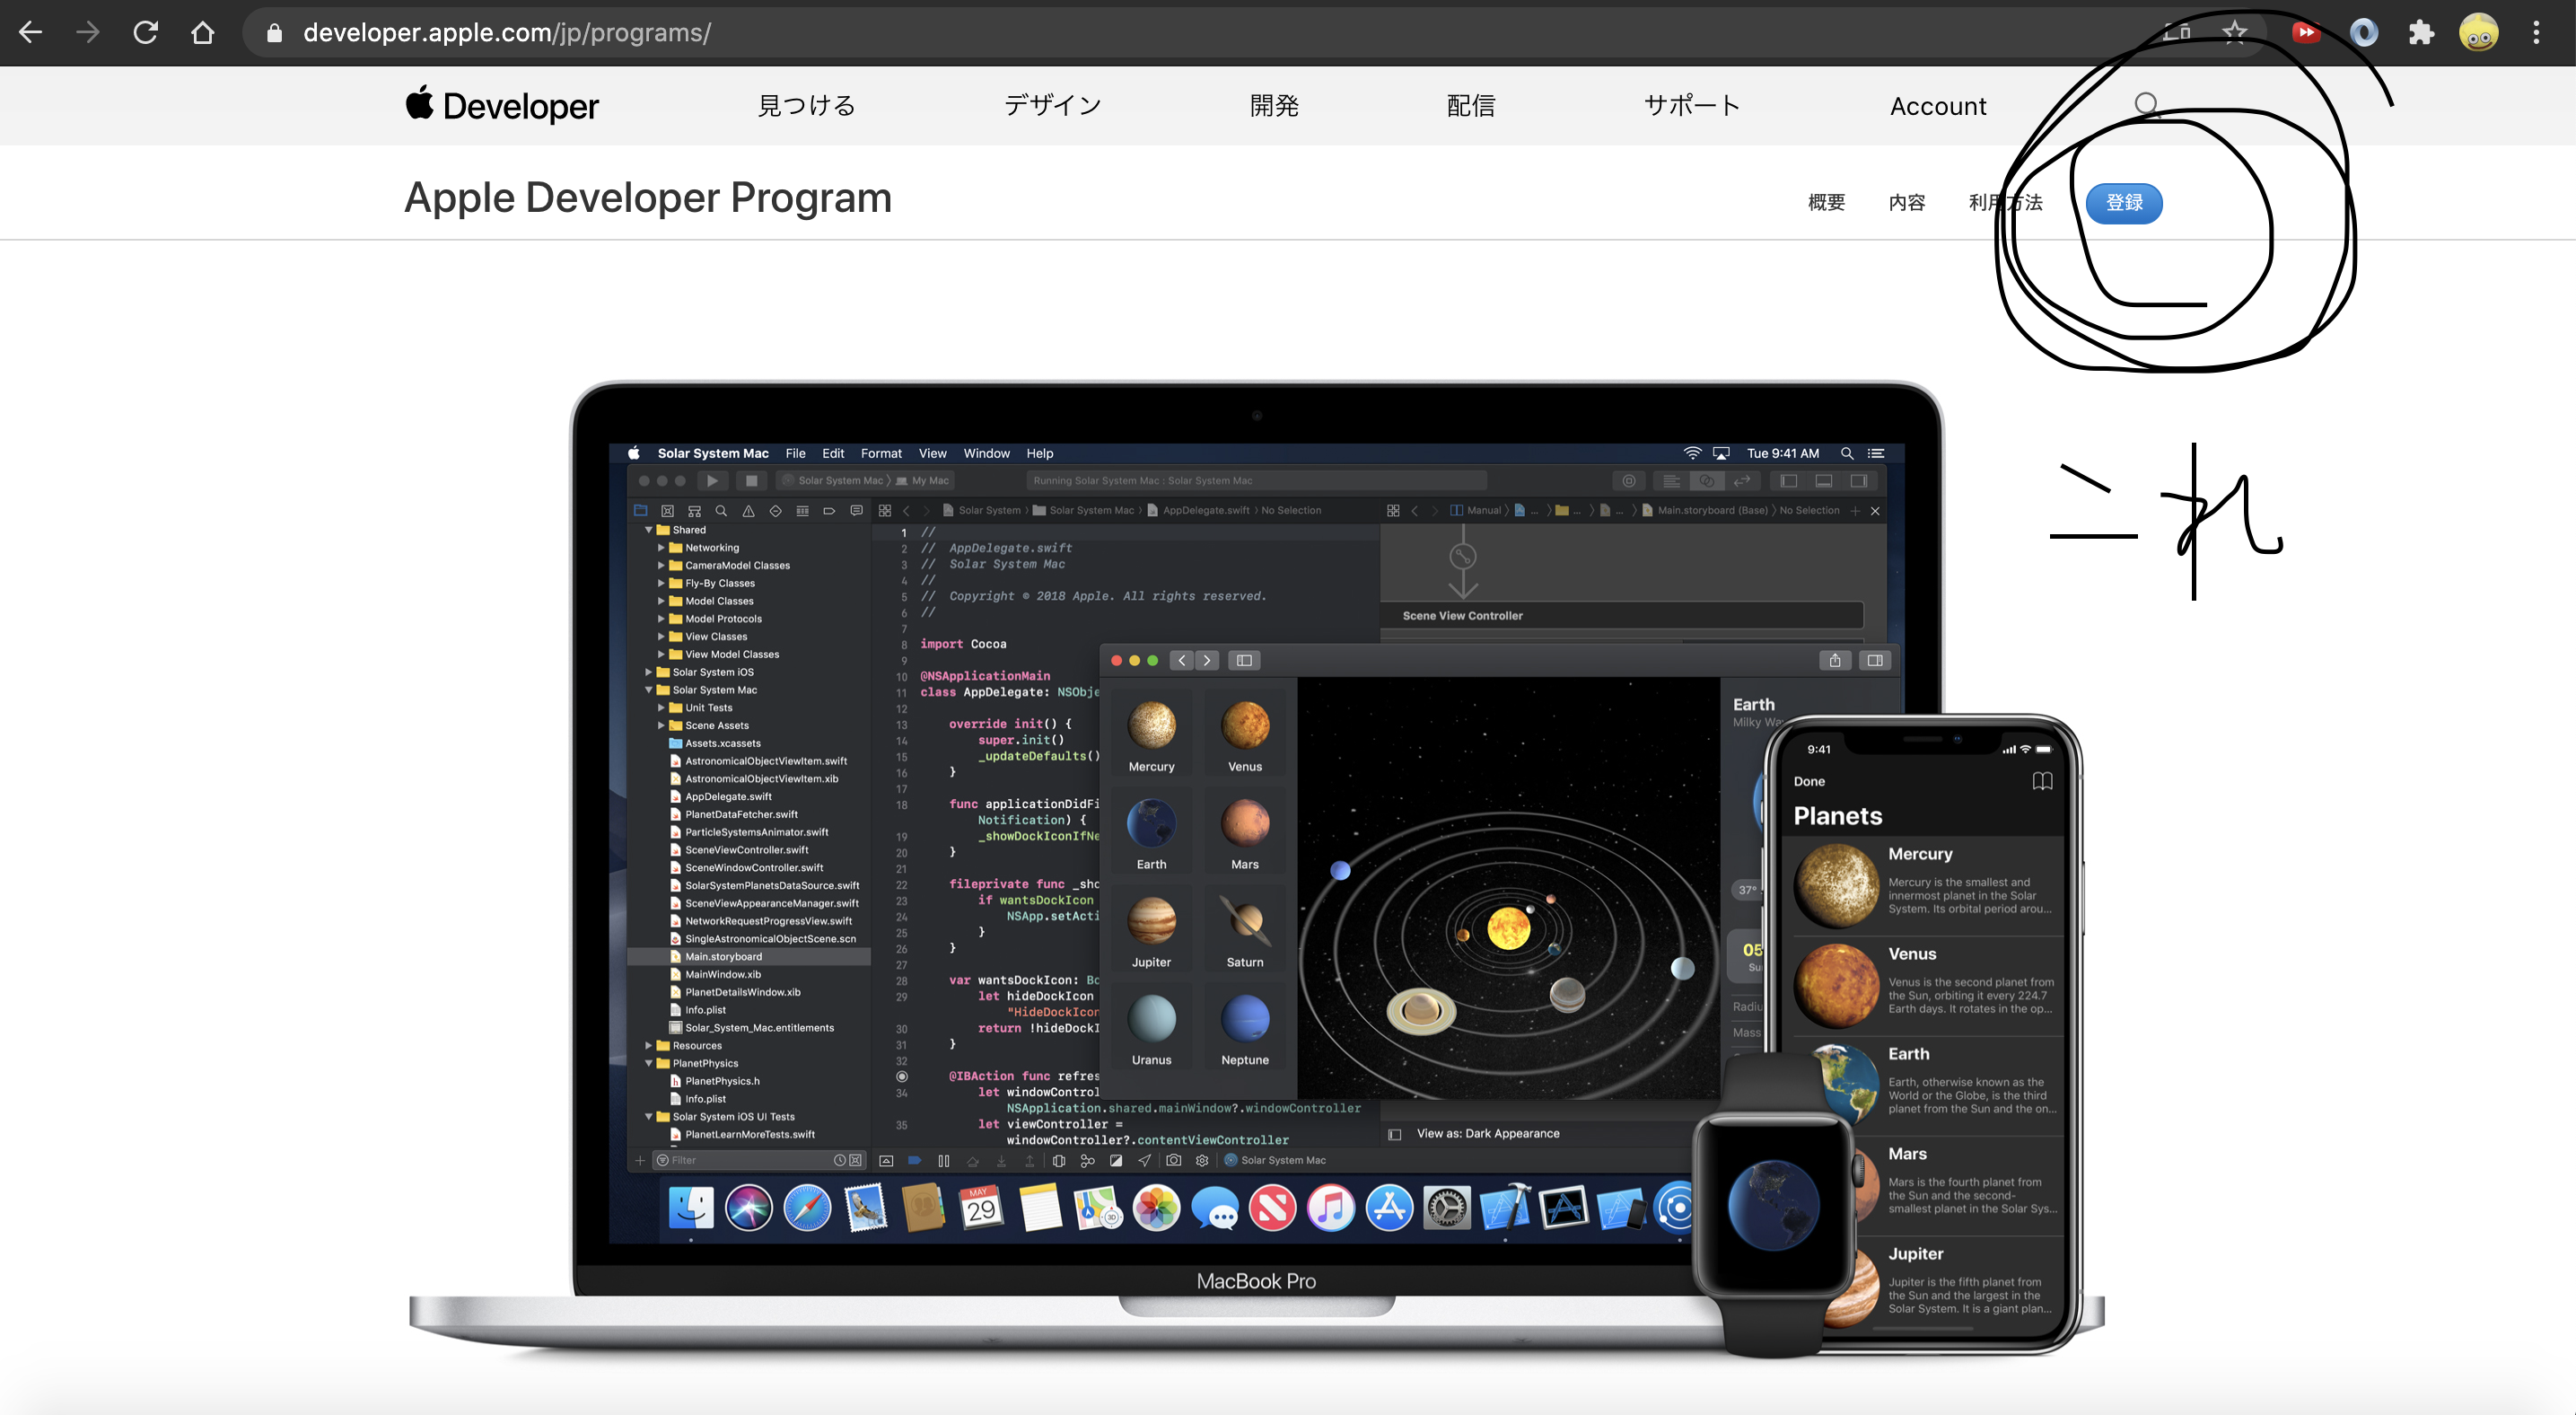 developer.apple.com/jp/programs/
Developer 見つける デザイン 開発 配信 サポート Account
Apple Developer Program 概要 内容 利用方法 登録
これ
Solar System Mac File Edit Format View Window Help Tue 9:41 AM
Solar System Mac 〉 My Mac Running Solar System Mac : Solar System Mac
Solar System 〉 Solar System Mac 〉 AppDelegate.swift 〉 No Selection
Manual 〉 ... 〉 ... 〉 ... 〉 Main.storyboard (Base) 〉 No Selection
Shared
Networking
CameraModel Classes
Fly-By Classes
Model Classes
Model Protocols
View Classes
View Model Classes
Solar System iOS
Solar System Mac
Unit Tests
Scene Assets
Assets.xcassets
AstronomicalObjectViewItem.swift
AstronomicalObjectViewItem.xib
AppDelegate.swift
PlanetDataFetcher.swift
ParticleSystemsAnimator.swift
SceneViewController.swift
SceneWindowController.swift
SolarSystemPlanetsDataSource.swift
SceneViewAppearanceManager.swift
NetworkRequestProgressView.swift
SingleAstronomicalObjectScene.scn
Main.storyboard
MainWindow.xib
PlanetDetailsWindow.xib
Info.plist
Solar_System_Mac.entitlements
Resources
PlanetPhysics
PlanetPhysics.h
Info.plist
Solar System iOS UI Tests
PlanetLearnMoreTests.swift
Filter
1 //
2 // AppDelegate.swift
3 // Solar System Mac
4 //
5 // Copyright © 2018 Apple. All rights reserved.
6 //
7
8 import Cocoa
9
10 @NSApplicationMain
11 class AppDelegate: NSObje
12
13 override init() {
14 super.init()
15 _updateDefaults()
16 }
17
18 func applicationDidFi
Notification) {
19 _showDockIconIfNe
20 }
21
22 fileprivate func _sho
23 if wantsDockIcon
24 NSApp.setActi
25 }
26 }
27
28 var wantsDockIcon: Bo
29 let hideDockIcon
"HideDockIcon
30 return !hideDockI
31 }
32
@IBAction func refres
34 let windowControl
NSApplication.shared.mainWindow?.windowController
35 let viewController =
windowController?.contentViewController
Solar System Mac
Scene View Controller
View as: Dark Appearance
Mercury Venus
Earth Mars
Jupiter Saturn
Uranus Neptune
Earth
Milky Wa
37°
05
Su
Radiu
Mass
MAY
29
3D
MacBook Pro
9:41
Done
Planets
Mercury
Mercury is the smallest and
innermost planet in the Solar
System. Its orbital period arou...
Venus
Venus is the second planet from
the Sun, orbiting it every 224.7
Earth days. It rotates in the op...
Earth
Earth, otherwise known as the
World or the Globe, is the third
planet from the Sun and the on...
Mars
Mars is the fourth planet from
the Sun and the second-
smallest planet in the Solar Sys...
Jupiter
Jupiter is the fifth planet from
the Sun and the largest in the
Solar System. It is a giant plan...